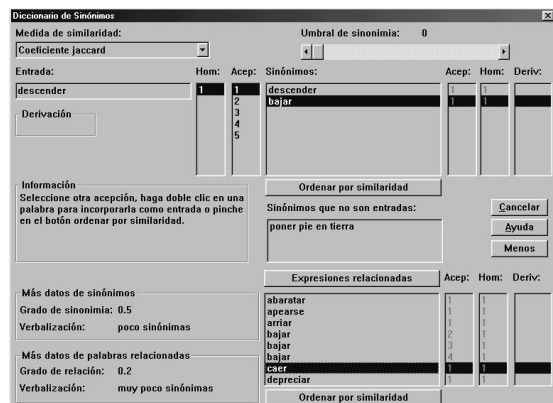 Diccionario de Sinónimos
Medida de similaridad:
Umbral de sinonimia: 0
Coeficiente jaccard
Entrada: Hom: Acep: Sinónimos: Acep: Hom: Deriv:
descender 1 1 descender 1 1
2 bajar 1 1
Derivación 3
4
5
Información
Seleccione otra acepción, haga doble clic en una
palabra para incorporarla como entrada o pinche
en el botón ordenar por similaridad.
Ordenar por similaridad
Sinónimos que no son entradas:
poner pie en tierra
Cancelar
Ayuda
Menos
Expresiones relacionadas Acep: Hom: Deriv:
Más datos de sinónimos
Grado de sinonimia: 0.5
Verbalización: poco sinónimas
abaratar 1 1
apearse 1 1
arriar 1 1
bajar 2 1
bajar 3 1
bajar 4 1
caer 1 1
depreciar 1 1
Más datos de palabras relacionadas
Grado de relación: 0.2
Verbalización: muy poco sinónimas
Ordenar por similaridad